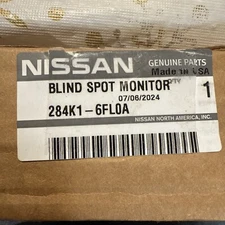 NISSAN
GENUINE PARTS
Made in USA
BLIND SPOT MONITOR
QTY
1
07/06/2024
284K1-6FL0A
NISSAN NORTH AMERICA, INC.